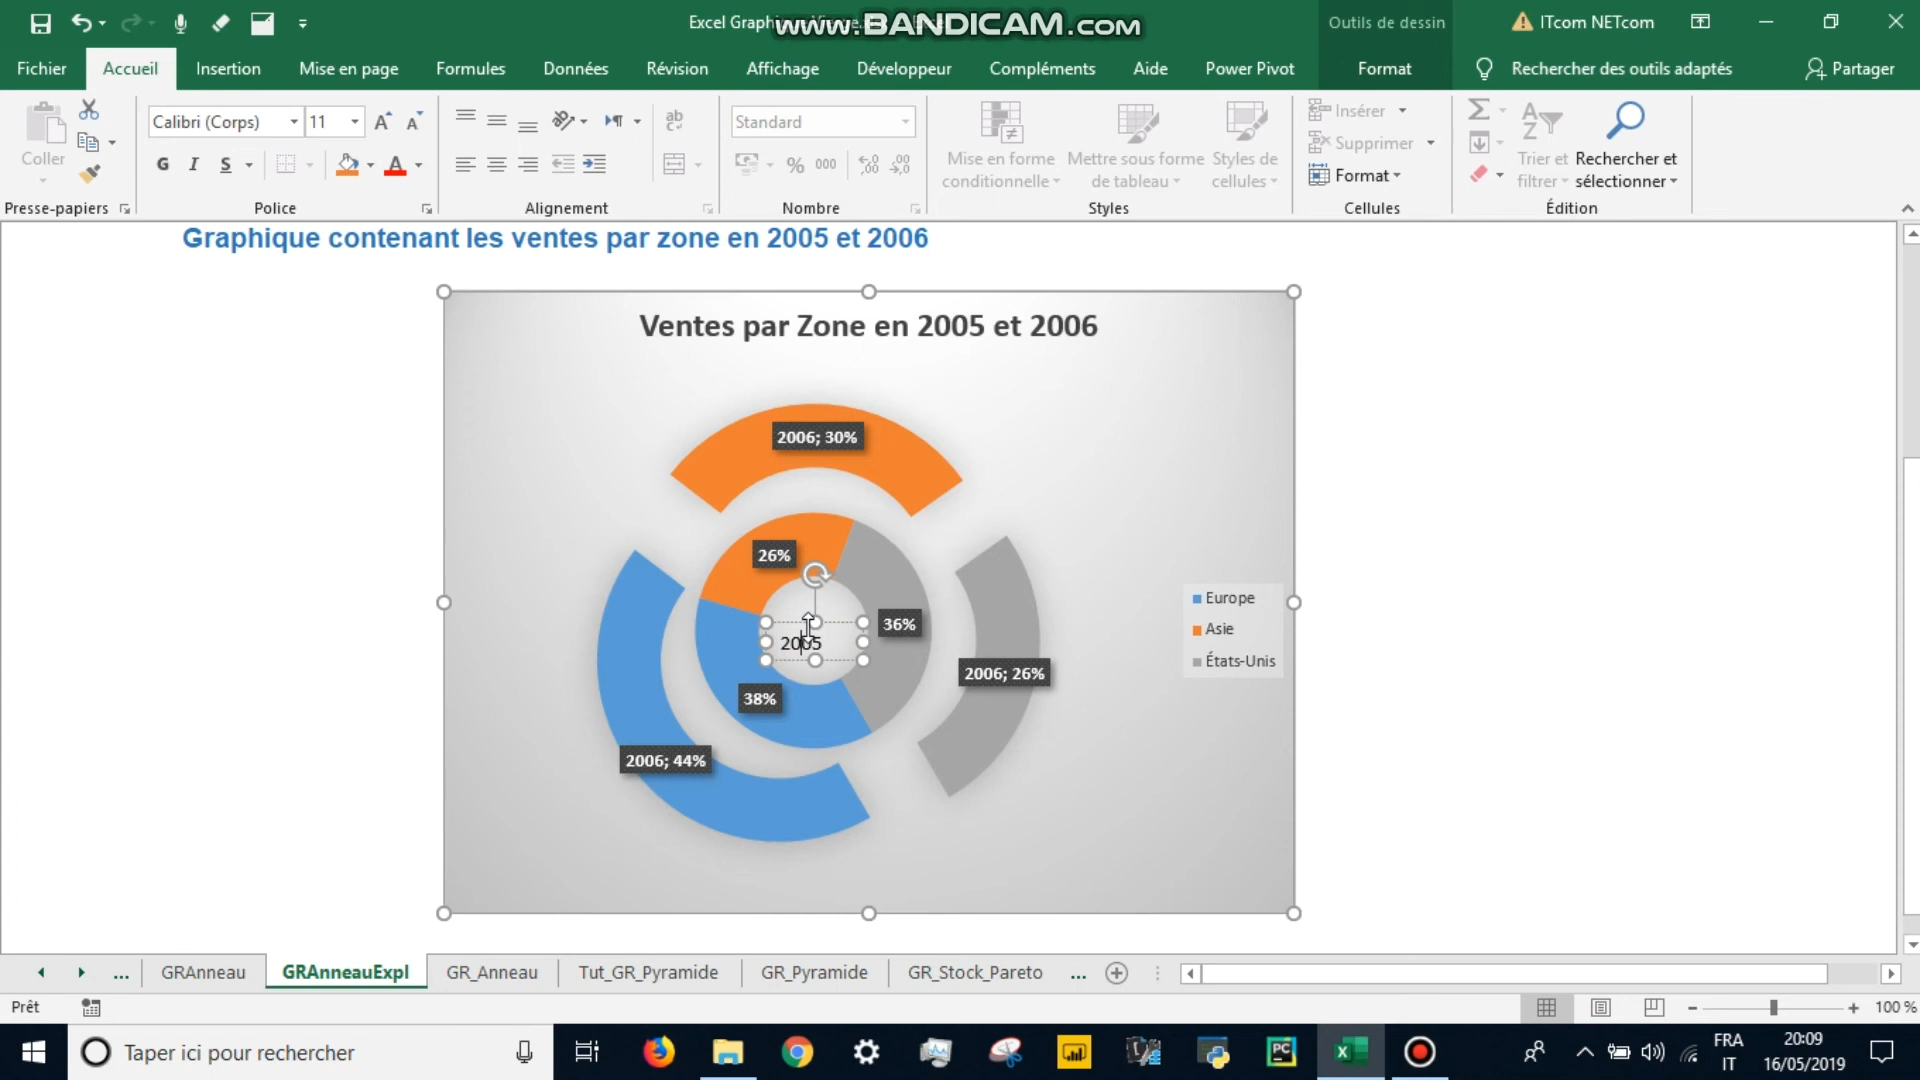 Excel Graphique
www.BANDICAM.com
Outils de dessin
ITcom NETcom
Fichier
Accueil
Insertion
Mise en page
Formules
Données
Révision
Affichage
Développeur
Compléments
Aide
Power Pivot
Format
Rechercher des outils adaptés
Partager
Coller
Calibri (Corps)
11
G I S
Standard
% 000
Mise en forme conditionnelle
Mettre sous forme de tableau
Styles de cellules
Insérer
Supprimer
Format
Trier et filtrer
Rechercher et sélectionner
Presse-papiers
Police
Alignement
Nombre
Styles
Cellules
Édition
Graphique contenant les ventes par zone en 2005 et 2006
Ventes par Zone en 2005 et 2006
2006; 30%
26%
36%
2005
38%
2006; 26%
2006; 44%
Europe
Asie
États-Unis
... GRAnneau GRAnneauExpl GR_Anneau Tut_GR_Pyramide GR_Pyramide GR_Stock_Pareto ...
Prêt
100 %
Taper ici pour rechercher
FRA
IT
20:09
16/05/2019